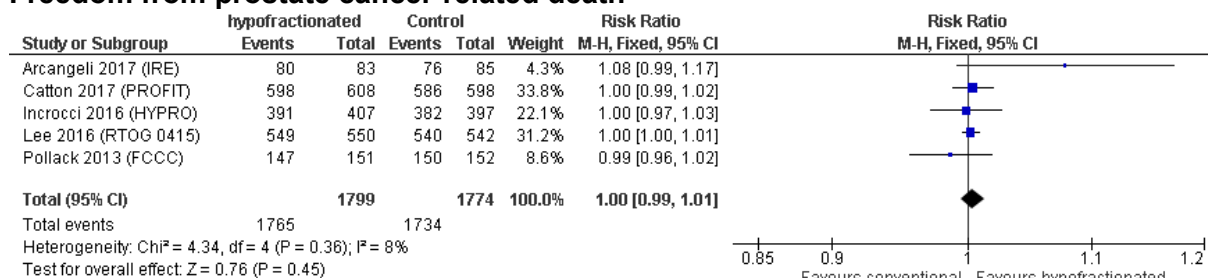 Freedom from prostate cancer related death
hypofractionated Control Risk Ratio Risk Ratio
Study or Subgroup Events Total Events Total Weight M-H, Fixed, 95% CI M-H, Fixed, 95% CI
Arcangeli 2017 (IRE) 80 83 76 85 4.3% 1.08 [0.99, 1.17]
Catton 2017 (PROFIT) 598 608 586 598 33.8% 1.00 [0.99, 1.02]
Incrocci 2016 (HYPRO) 391 407 382 397 22.1% 1.00 [0.97, 1.03]
Lee 2016 (RTOG 0415) 549 550 540 542 31.2% 1.00 [1.00, 1.01]
Pollack 2013 (FCCC) 147 151 150 152 8.6% 0.99 [0.96, 1.02]
Total (95% CI) 1799 1774 100.0% 1.00 [0.99, 1.01]
Total events 1765 1734
Heterogeneity: Chi² = 4.34, df = 4 (P = 0.36); I² = 8%
Test for overall effect: Z = 0.76 (P = 0.45)
0.85 0.9 1 1.1 1.2
Favours conventional Favours hypofractionated